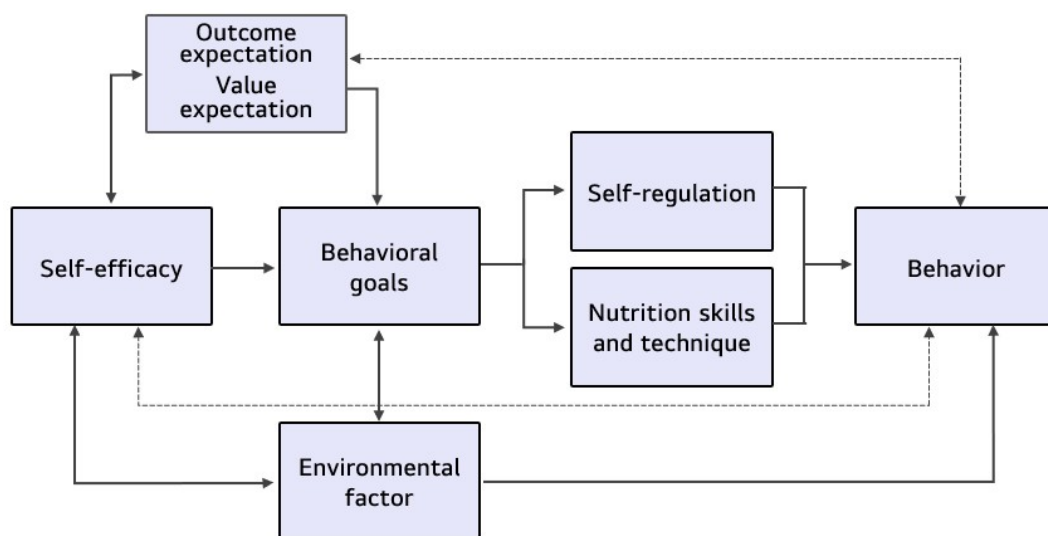 Outcome
expectation
Value
expectation
Self-efficacy
Behavioral
goals
Self-regulation
Nutrition skills
and technique
Behavior
Environmental
factor